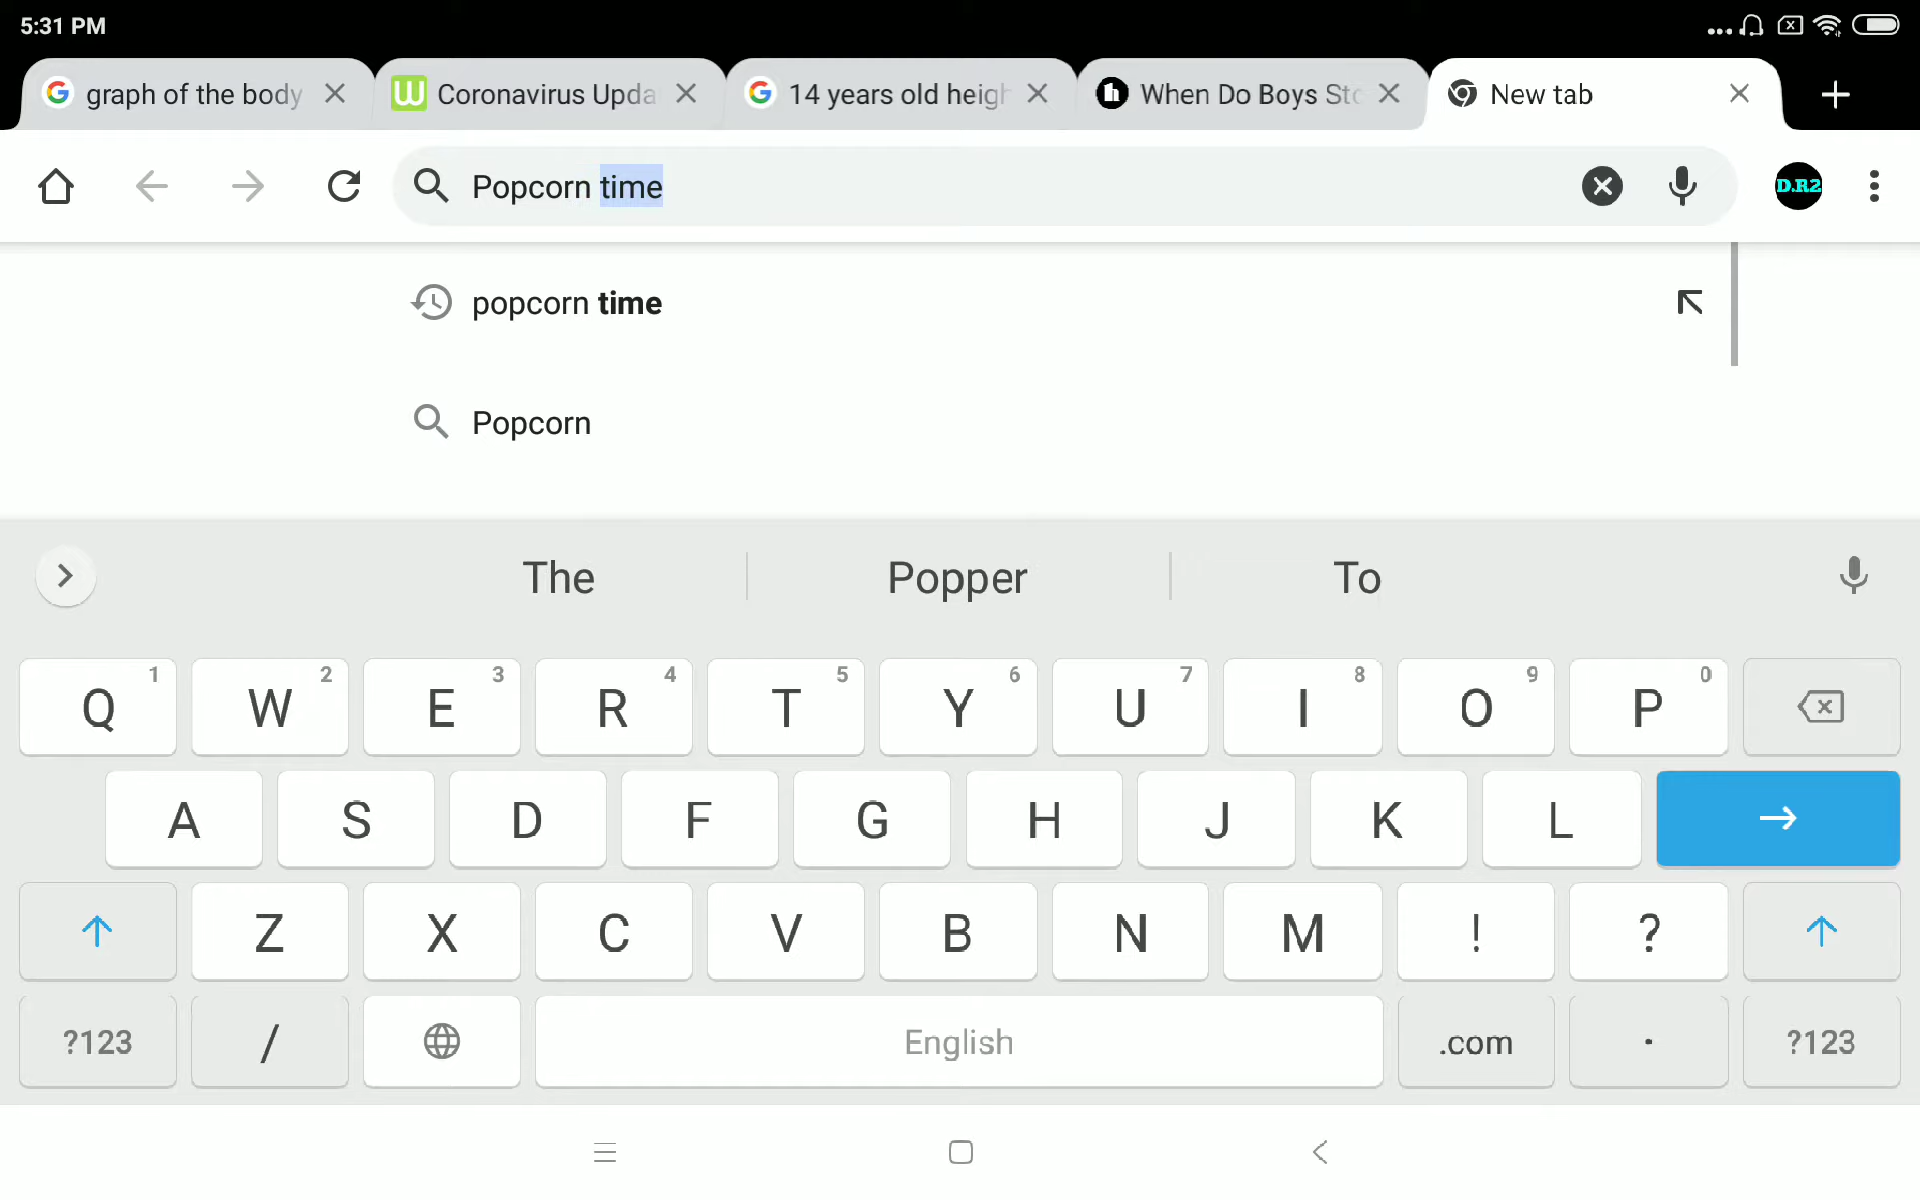 5:31 PM
graph of the body
Coronavirus Upda
14 years old heigh
When Do Boys Sto
New tab
Popcorn time
D.R2
popcorn time
Popcorn
The Popper To
Q 1 W 2 E 3 R 4 T 5 Y 6 U 7 I 8 O 9 P 0
A S D F G H J K L
Z X C V B N M ! ?
?123 / English .com . ?123